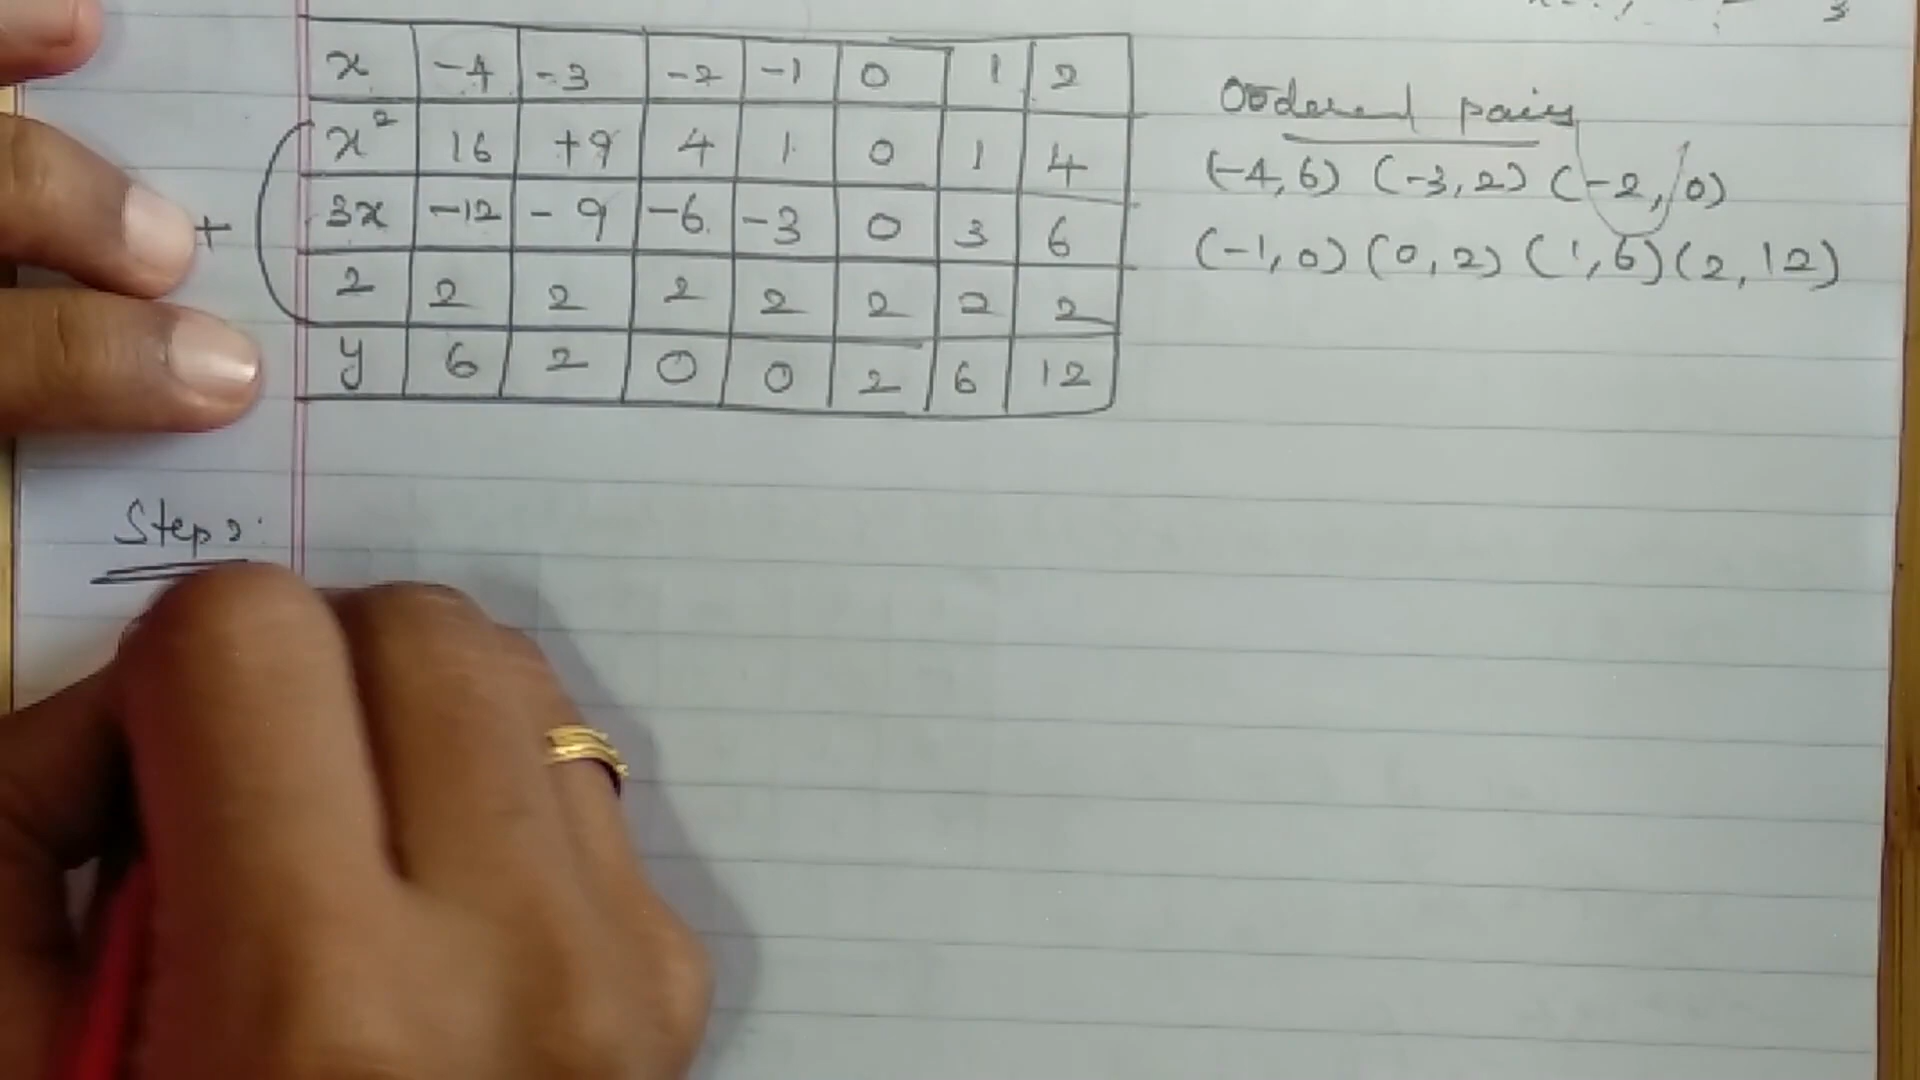 x -4 -3 -2 -1 0 1 2
x² 16 +9 4 1 0 1 4
+ 3x -12 -9 -6 -3 0 3 6
2 2 2 2 2 2 2 2
y 6 2 0 0 2 6 12
Ordered pairs
(-4,6) (-3,2) (-2,0)
(-1,0) (0,2) (1,6) (2,12)
Step 2: